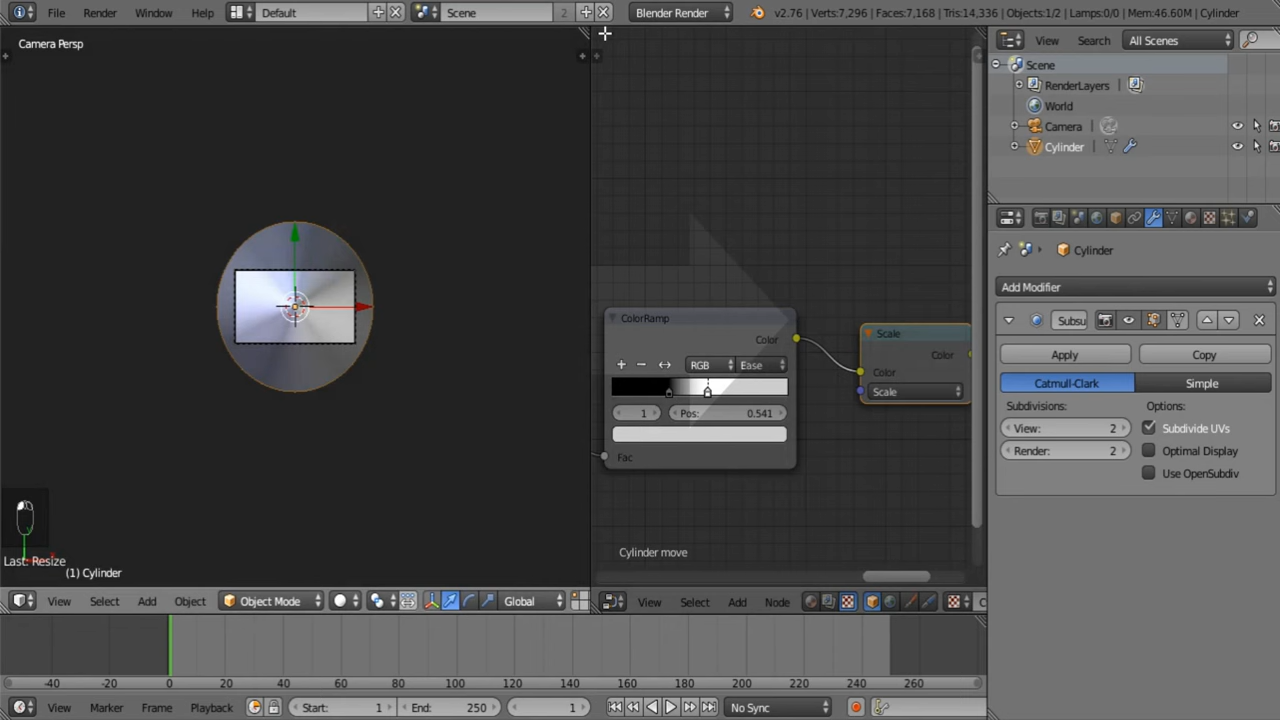 File Render Window Help Default Scene 2 Blender Render v2.76 | Verts:7,296 | Faces:7,168 | Tris:14,336 | Objects:1/2 | Lamps:0/0 | Mem:46.60M | Cylinder
Camera Persp
View Search All Scenes
Scene
RenderLayers
World
Camera
Cylinder
Cylinder
Add Modifier
Subsu
Apply Copy
Catmull-Clark Simple
Subdivisions: Options:
View: 2 Subdivide UVs
Render: 2 Optimal Display
Use OpenSubdiv
ColorRamp
Color
RGB Ease
1 Pos: 0.541
Fac
Scale
Color
Color
Scale
Cylinder move
Last: Resize
(1) Cylinder
View Select Add Object Object Mode Global
View Select Add Node
-40 -20 0 20 40 60 80 100 120 140 160 180 200 220 240 260
View Marker Frame Playback Start: 1 End: 250 1 No Sync